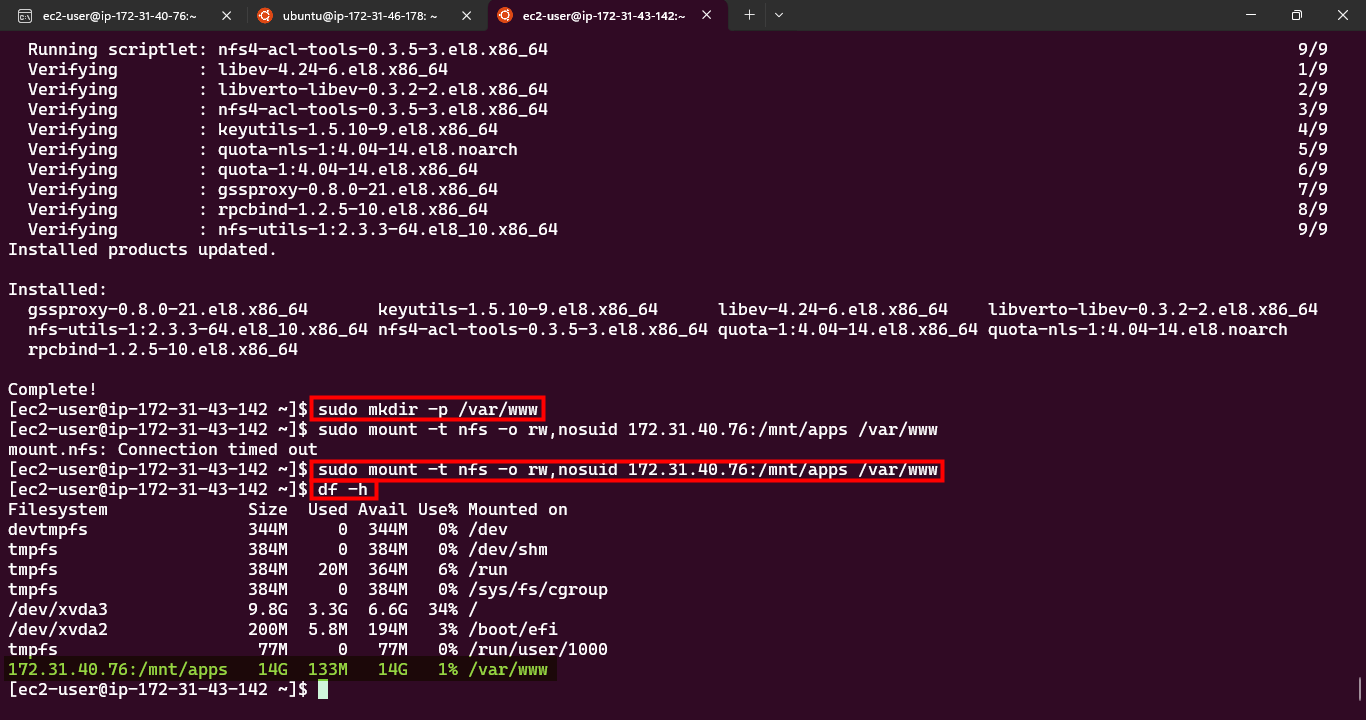 ec2-user@ip-172-31-40-76:~ ubuntu@ip-172-31-46-178: ~ ec2-user@ip-172-31-43-142:~
Running scriptlet: nfs4-acl-tools-0.3.5-3.el8.x86_64 9/9
Verifying : libev-4.24-6.el8.x86_64 1/9
Verifying : libverto-libev-0.3.2-2.el8.x86_64 2/9
Verifying : nfs4-acl-tools-0.3.5-3.el8.x86_64 3/9
Verifying : keyutils-1.5.10-9.el8.x86_64 4/9
Verifying : quota-nls-1:4.04-14.el8.noarch 5/9
Verifying : quota-1:4.04-14.el8.x86_64 6/9
Verifying : gssproxy-0.8.0-21.el8.x86_64 7/9
Verifying : rpcbind-1.2.5-10.el8.x86_64 8/9
Verifying : nfs-utils-1:2.3.3-64.el8_10.x86_64 9/9
Installed products updated.
Installed:
gssproxy-0.8.0-21.el8.x86_64 keyutils-1.5.10-9.el8.x86_64 libev-4.24-6.el8.x86_64 libverto-libev-0.3.2-2.el8.x86_64
nfs-utils-1:2.3.3-64.el8_10.x86_64 nfs4-acl-tools-0.3.5-3.el8.x86_64 quota-1:4.04-14.el8.x86_64 quota-nls-1:4.04-14.el8.noarch
rpcbind-1.2.5-10.el8.x86_64
Complete!
[ec2-user@ip-172-31-43-142 ~]$ sudo mkdir -p /var/www
[ec2-user@ip-172-31-43-142 ~]$ sudo mount -t nfs -o rw,nosuid 172.31.40.76:/mnt/apps /var/www
mount.nfs: Connection timed out
[ec2-user@ip-172-31-43-142 ~]$ sudo mount -t nfs -o rw,nosuid 172.31.40.76:/mnt/apps /var/www
[ec2-user@ip-172-31-43-142 ~]$ df -h
Filesystem Size Used Avail Use% Mounted on
devtmpfs 344M 0 344M 0% /dev
tmpfs 384M 0 384M 0% /dev/shm
tmpfs 384M 20M 364M 6% /run
tmpfs 384M 0 384M 0% /sys/fs/cgroup
/dev/xvda3 9.8G 3.3G 6.6G 34% /
/dev/xvda2 200M 5.8M 194M 3% /boot/efi
tmpfs 77M 0 77M 0% /run/user/1000
172.31.40.76:/mnt/apps 14G 133M 14G 1% /var/www
[ec2-user@ip-172-31-43-142 ~]$